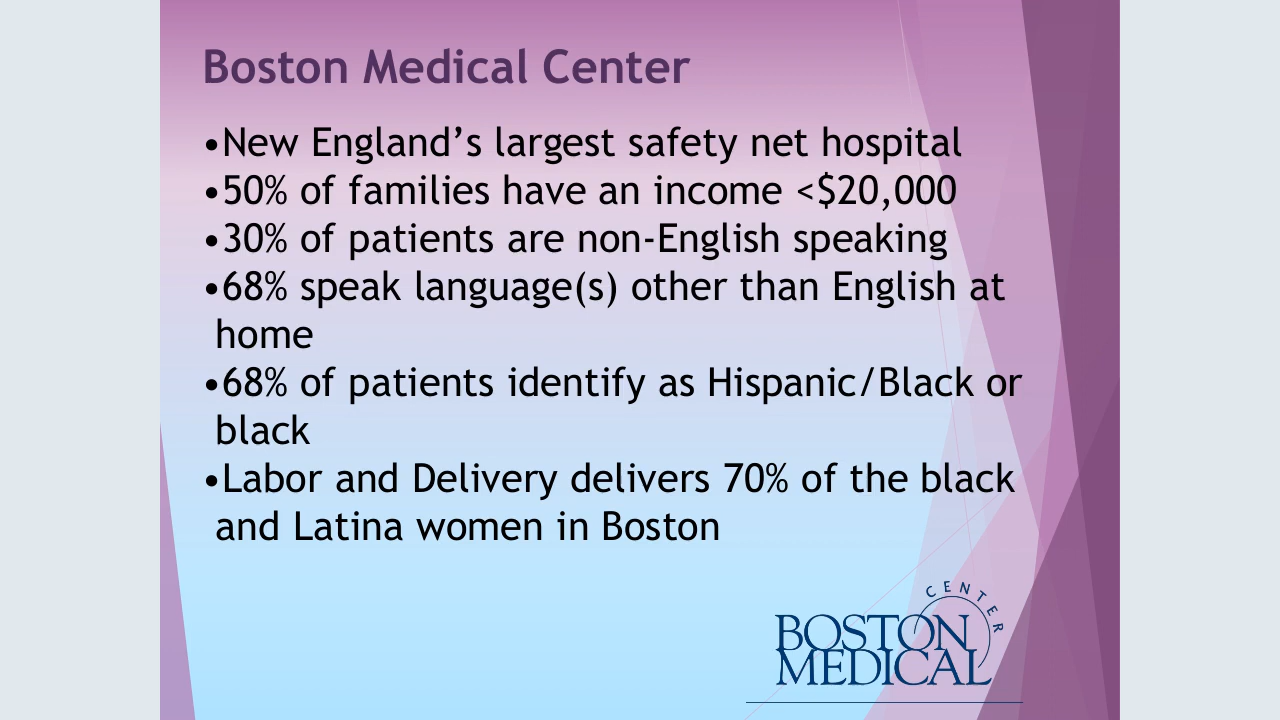 Boston Medical Center
•New England’s largest safety net hospital
•50% of families have an income <$20,000
•30% of patients are non-English speaking
•68% speak language(s) other than English at
home
•68% of patients identify as Hispanic/Black or
black
•Labor and Delivery delivers 70% of the black
and Latina women in Boston
CENTER
BOSTON
MEDICAL